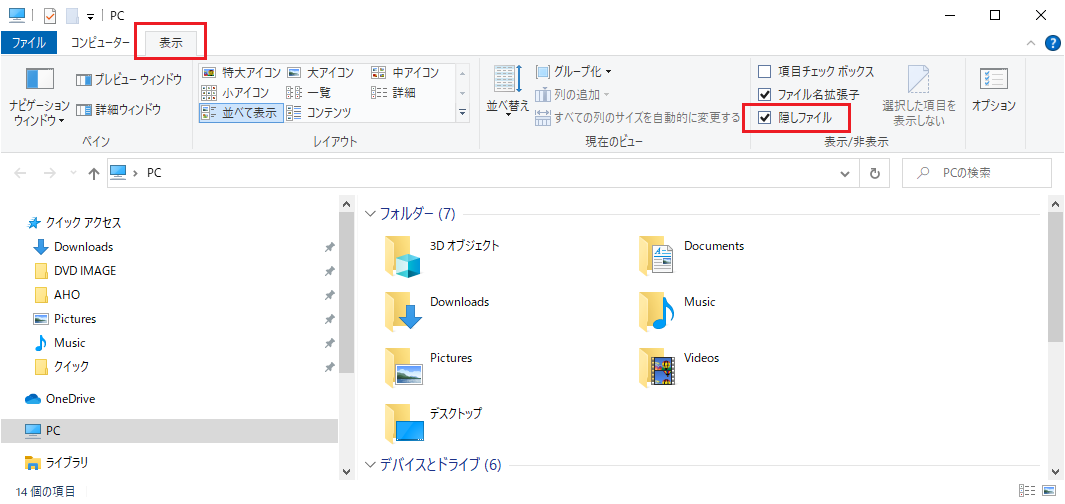 PC
ファイル コンピューター 表示
特大アイコン 大アイコン 中アイコン
小アイコン 一覧 詳細
並べて表示 コンテンツ
ナビゲーション
ウィンドウ
プレビュー ウィンドウ
詳細ウィンドウ
並べ替え
グループ化
列の追加
すべての列のサイズを自動的に変更する
項目チェック ボックス
ファイル名拡張子
隠しファイル
選択した項目を
表示しない
オプション
ペイン レイアウト 現在のビュー 表示/非表示
PC PCの検索
クイック アクセス
Downloads
DVD IMAGE
AHO
Pictures
Music
クイック
OneDrive
PC
ライブラリ
フォルダー (7)
3D オブジェクト Documents
Downloads Music
Pictures Videos
デスクトップ
デバイスとドライブ (6)
14 個の項目